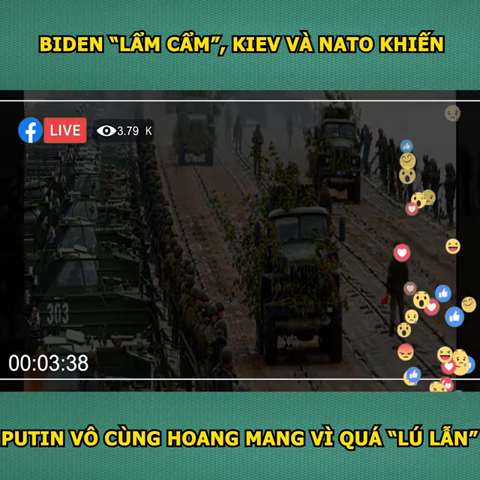 BIDEN “LẨM CẨM”, KIEV VÀ NATO KHIẾN
LIVE 3.79 K
303
00:03:38
PUTIN VÔ CÙNG HOANG MANG VÌ QUÁ “LÚ LẪN”